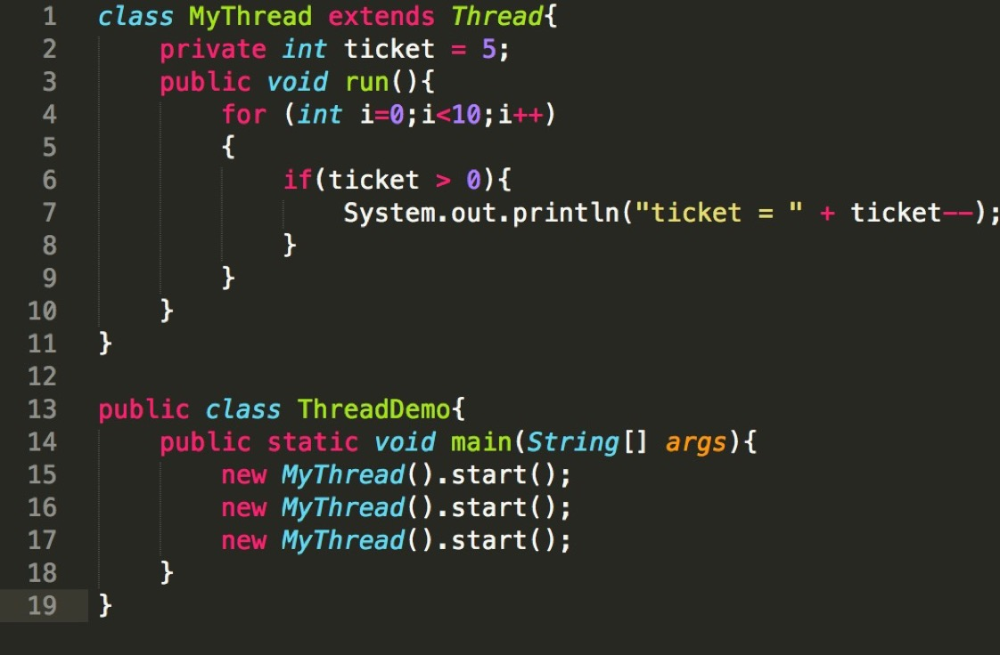 1 class MyThread extends Thread{
2 private int ticket = 5;
3 public void run(){
4 for (int i=0;i<10;i++)
5 {
6 if(ticket > 0){
7 System.out.println("ticket = " + ticket--);
8 }
9 }
10 }
11 }
12
13 public class ThreadDemo{
14 public static void main(String[] args){
15 new MyThread().start();
16 new MyThread().start();
17 new MyThread().start();
18 }
19 }